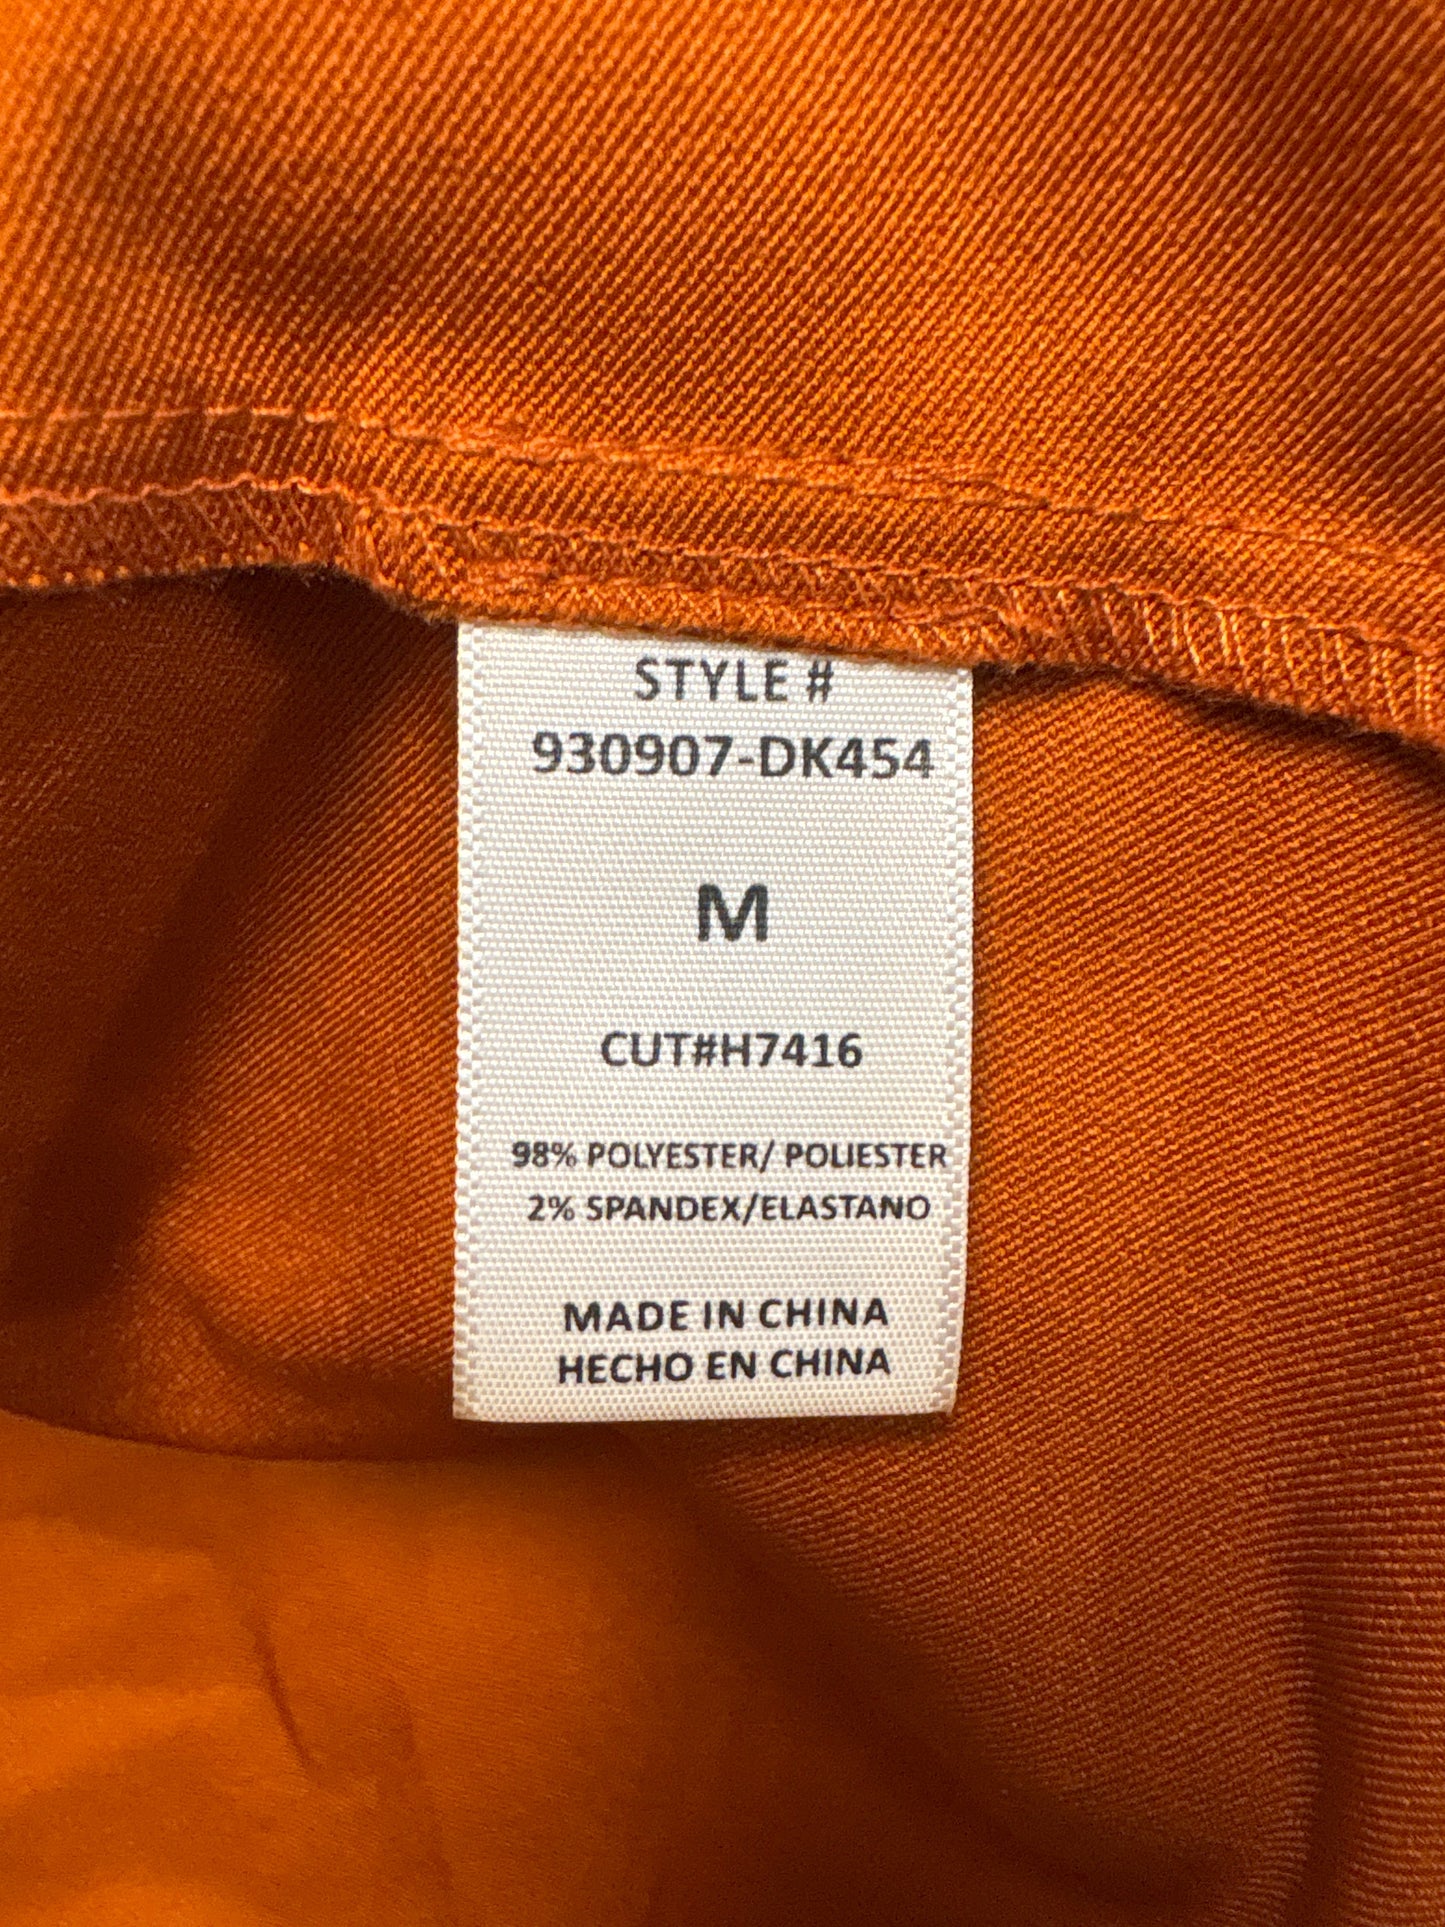 STYLE #
930907-DK454
M
CUT#H7416
98% POLYESTER/ POLIESTER
2% SPANDEX/ELASTANO
MADE IN CHINA
HECHO EN CHINA